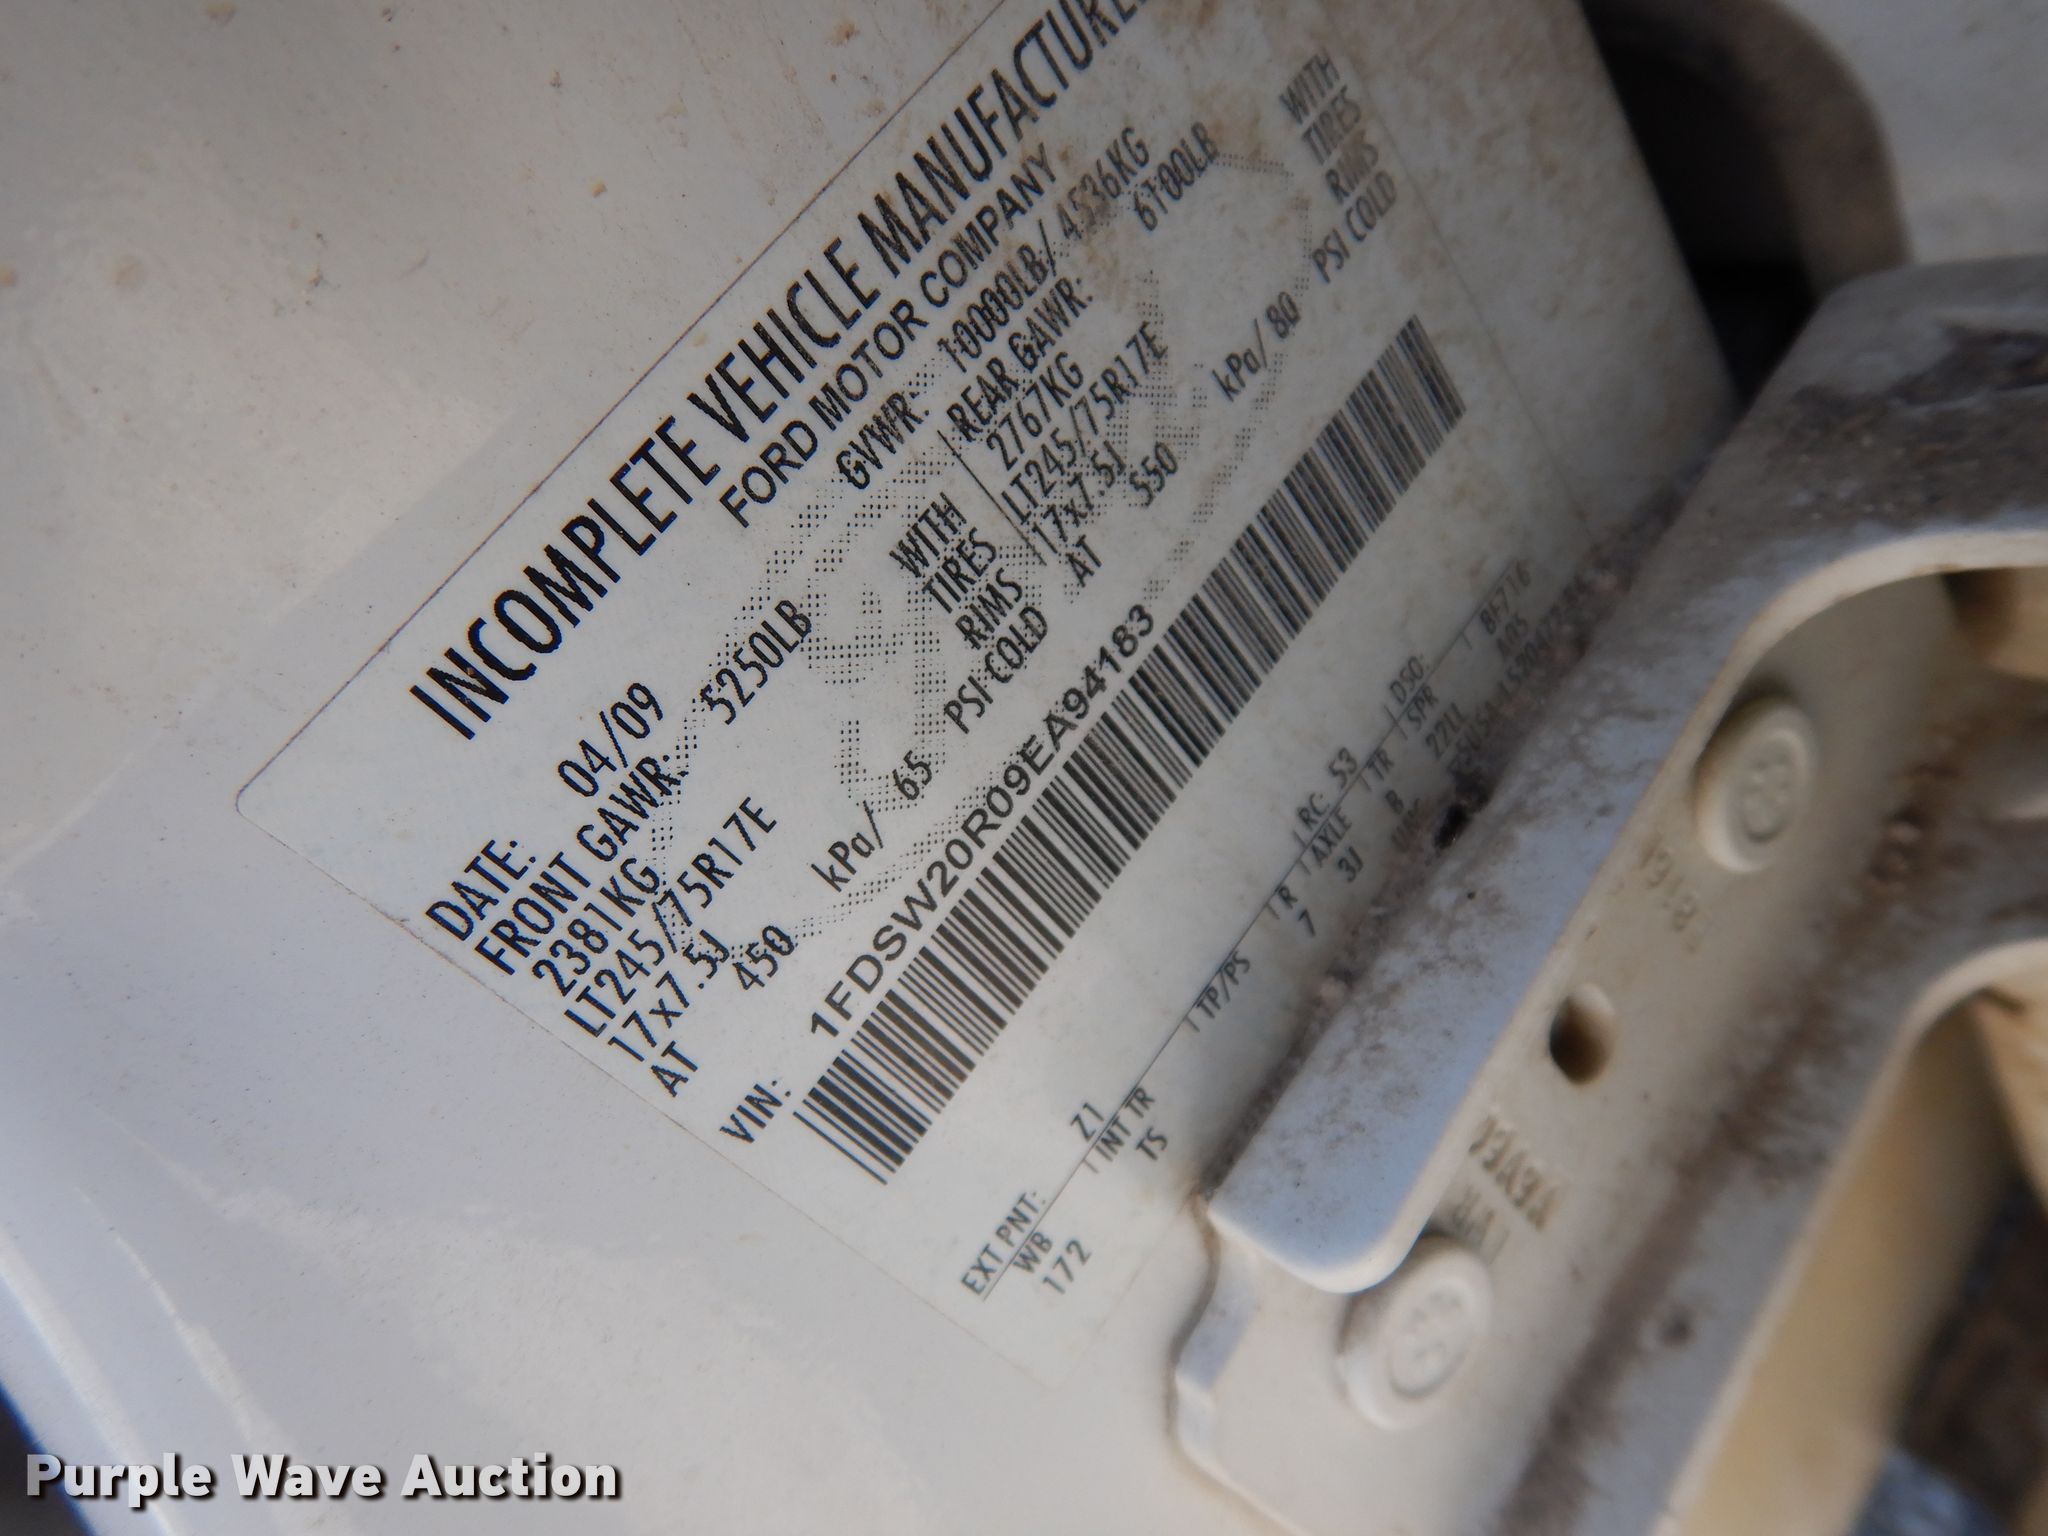 INCOMPLETE VEHICLE MANUFACTURE
FORD MOTOR COMPANY
DATE: 04/09 GVWR: 10000LB/ 4536KG
FRONT GAWR: 5250LB REAR GAWR: 6100LB
2381KG WITH 2767KG WITH
LT245/75R17E TIRES LT245/75R17E TIRES
17x7.5J RIMS 17x7.5J RIMS
AT 450 kPa/ 65 PSI COLD AT 550 kPa/ 80 PSI COLD
VIN: 1FDSW20R09EA94183
EXT PNT: Z1 RC: 53 DSO: BF716
WB INT TR TP/PS R AXLE TR SPR
172 TS 7 3J B 22LL
Purple Wave Auction